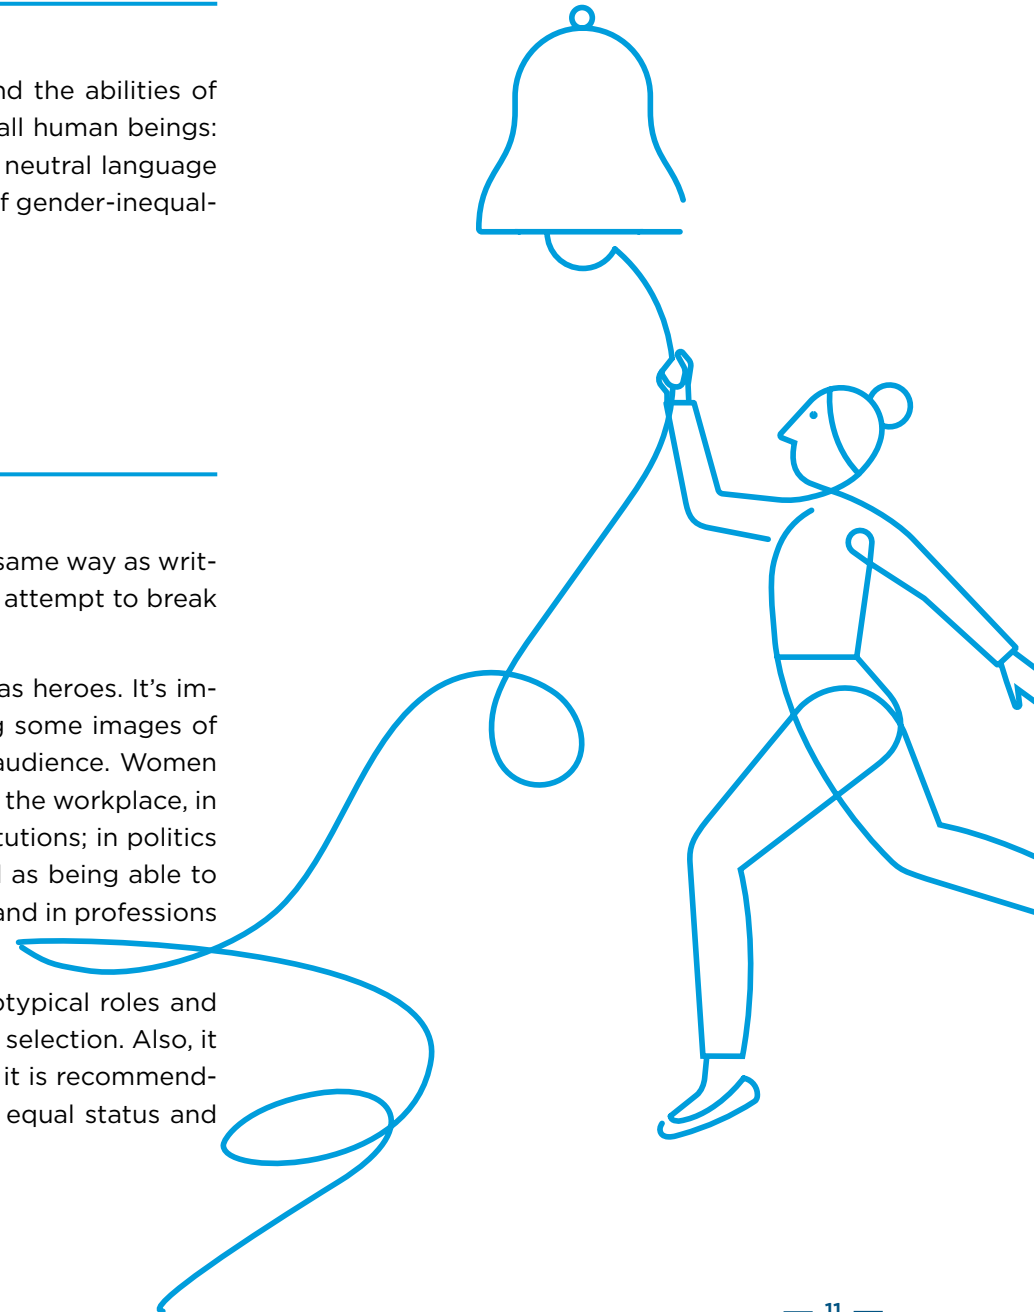 nd the abilities of
all human beings:
neutral language
f gender-inequal-
same way as writ-
attempt to break
as heroes. It's im-
g some images of
audience. Women
the workplace, in
tutions; in politics
l as being able to
and in professions
otypical roles and
selection. Also, it
it is recommend-
equal status and
11